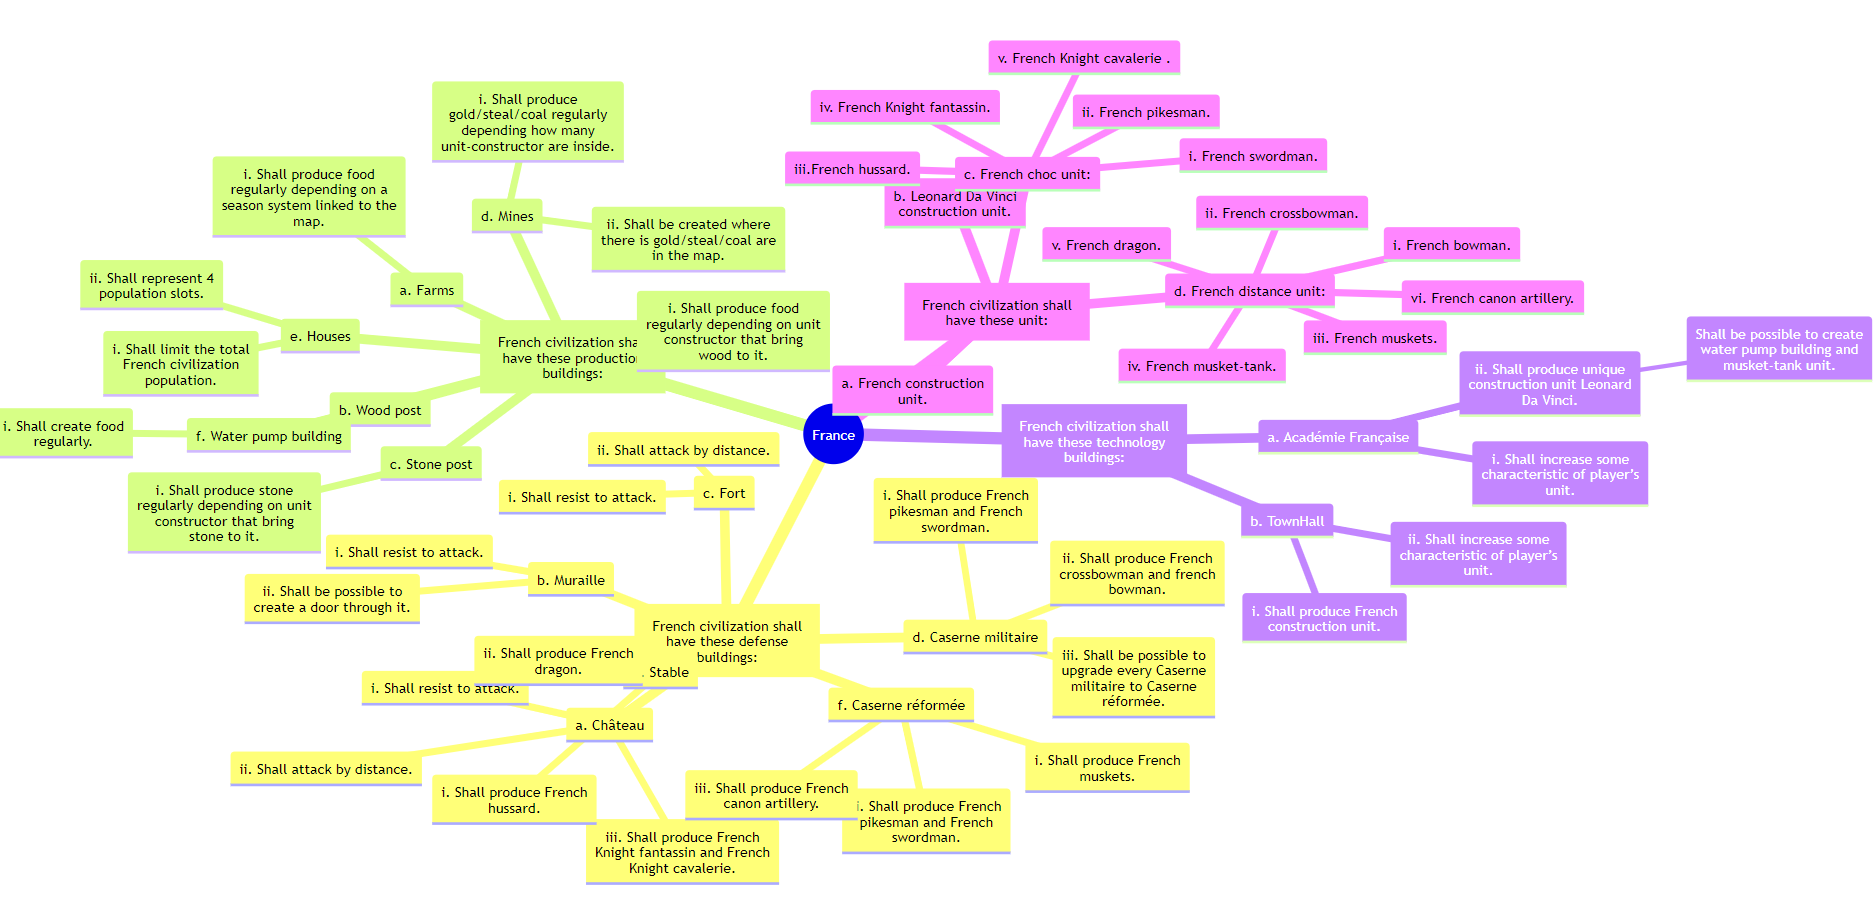 France
French civilization shall
have these unit:
a. French construction
unit.
b. Leonard Da Vinci
construction unit.
c. French choc unit:
i. French swordman.
ii. French pikesman.
iii.French hussard.
iv. French Knight fantassin.
v. French Knight cavalerie .
d. French distance unit:
i. French bowman.
ii. French crossbowman.
iii. French muskets.
iv. French musket-tank.
v. French dragon.
vi. French canon artillery.
French civilization shall
have these technology
buildings:
a. Académie Française
i. Shall increase some
characteristic of player's
unit.
ii. Shall produce unique
construction unit Leonard
Da Vinci.
Shall be possible to create
water pump building and
musket-tank unit.
b. TownHall
i. Shall produce French
construction unit.
ii. Shall increase some
characteristic of player's
unit.
French civilization shall
have these defense
buildings:
a. Château
i. Shall resist to attack.
ii. Shall attack by distance.
iii. Shall produce French
Knight fantassin and French
Knight cavalerie.
b. Muraille
i. Shall resist to attack.
ii. Shall be possible to
create a door through it.
c. Fort
i. Shall resist to attack.
ii. Shall attack by distance.
d. Caserne militaire
i. Shall produce French
pikesman and French
swordman.
ii. Shall produce French
crossbowman and french
bowman.
iii. Shall be possible to
upgrade every Caserne
militaire to Caserne
réformée.
. Stable
i. Shall produce French
hussard.
ii. Shall produce French
dragon.
f. Caserne réformée
i. Shall produce French
muskets.
i. Shall produce French
pikesman and French
swordman.
iii. Shall produce French
canon artillery.
French civilization
have these production
buildings:
a. Farms
i. Shall produce food
regularly depending on a
season system linked to the
map.
b. Wood post
i. Shall produce food
regularly depending on unit
constructor that bring
wood to it.
c. Stone post
i. Shall produce stone
regularly depending on unit
constructor that bring
stone to it.
d. Mines
i. Shall produce
gold/steal/coal regularly
depending how many
unit-constructor are inside.
ii. Shall be created where
there is gold/steal/coal are
in the map.
e. Houses
i. Shall limit the total
French civilization
population.
ii. Shall represent 4
population slots.
f. Water pump building
i. Shall create food
regularly.